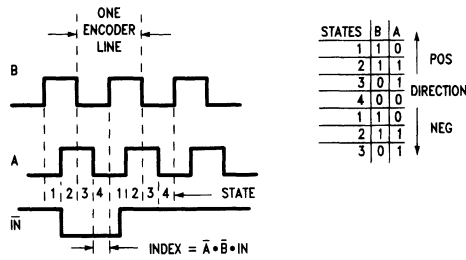 ONE
ENCODER
LINE
B
A
1 2 3 4 1 2 3 4 STATE
I̅N̅
INDEX = A̅•B̅•IN
STATES B A
1 1 0
2 1 1
3 0 1
4 0 0
1 1 0
2 1 1
3 0 1
POS
DIRECTION
NEG